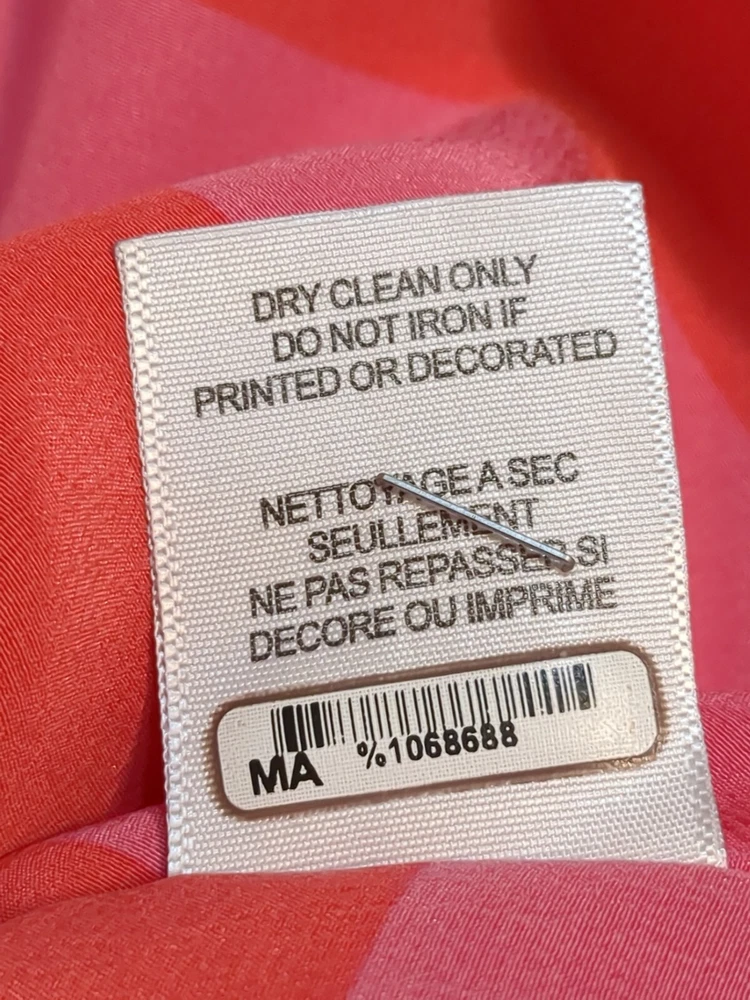 DRY CLEAN ONLY
DO NOT IRON IF
PRINTED OR DECORATED
NETTOYAGE A SEC
SEULLEMENT
NE PAS REPASSER SI
DECORE OU IMPRIME
MA %1068688